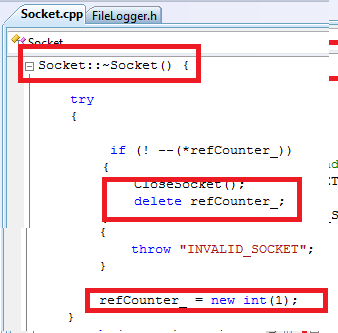 Socket.cpp FileLogger.h
Socket
Socket::~Socket() {
try
{
if (! --(*refCounter_))
{
CloseSocket();
delete refCounter_;
{
throw "INVALID_SOCKET";
}
refCounter_ = new int(1);
}